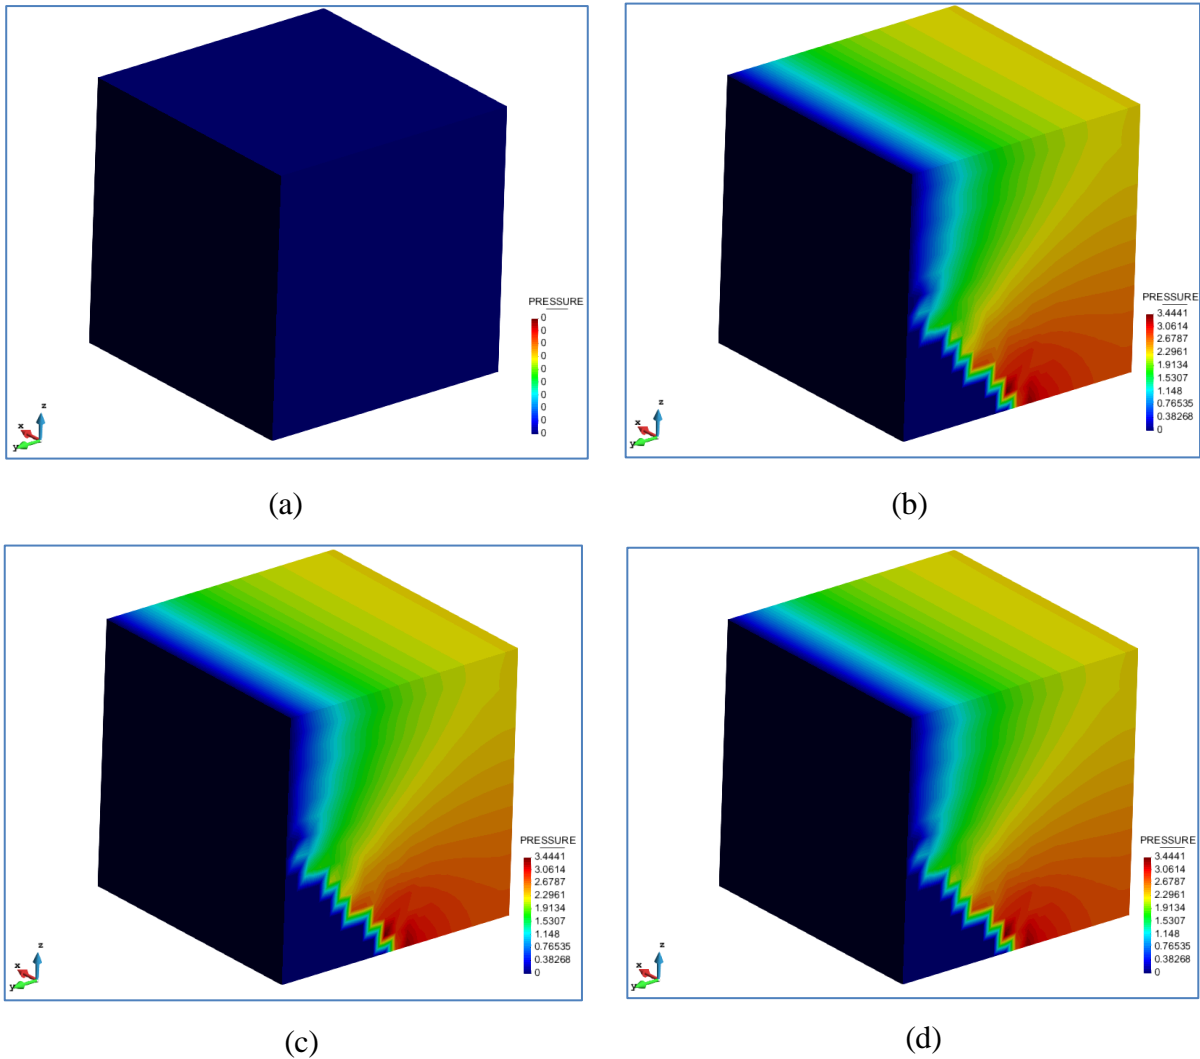 PRESSURE
0
0
0
0
0
0
0
0
0
0
z
x
y
(a)
PRESSURE
3.4441
3.0614
2.6787
2.2961
1.9134
1.5307
1.148
0.76535
0.38268
0
z
x
y
(b)
PRESSURE
3.4441
3.0614
2.6787
2.2961
1.9134
1.5307
1.148
0.76535
0.38268
0
z
x
y
(c)
PRESSURE
3.4441
3.0614
2.6787
2.2961
1.9134
1.5307
1.148
0.76535
0.38268
0
z
x
y
(d)